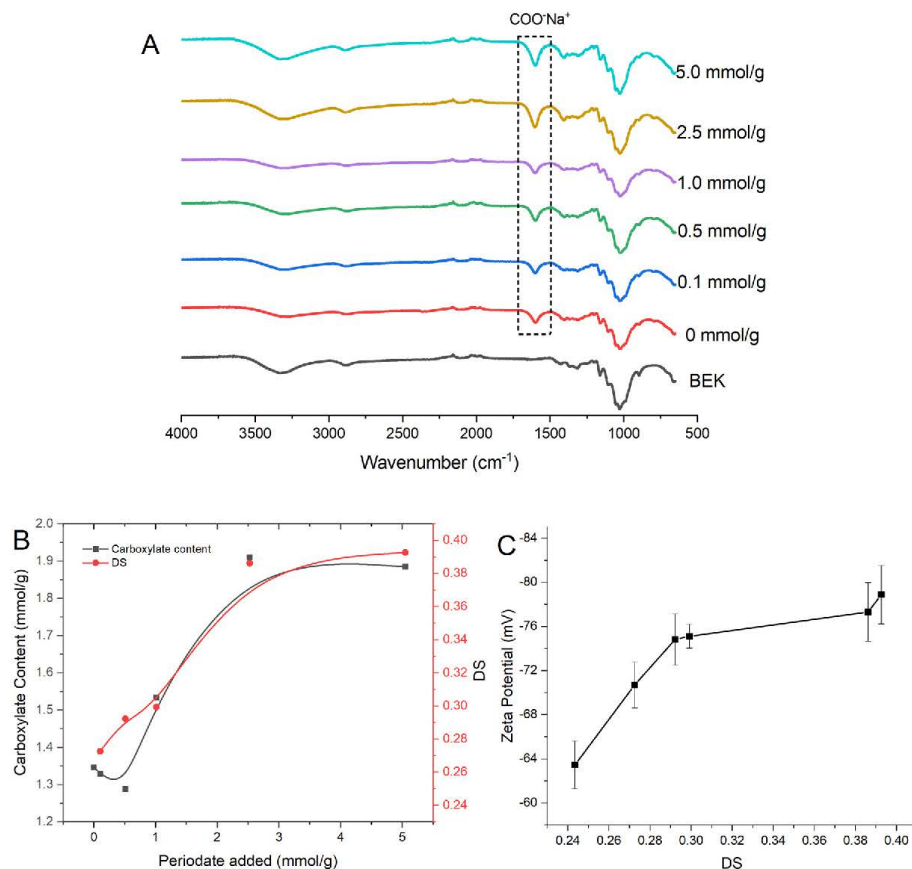 A
COO⁻Na⁺
5.0 mmol/g
2.5 mmol/g
1.0 mmol/g
0.5 mmol/g
0.1 mmol/g
0 mmol/g
BEK
4000 3500 3000 2500 2000 1500 1000 500
Wavenumber (cm⁻¹)
B
Carboxylate content
DS
2.0
1.9
1.8
1.7
1.6
1.5
1.4
1.3
1.2
Carboxylate Content (mmol/g)
0.40
0.38
0.36
0.34
0.32
0.30
0.28
0.26
0.24
DS
0 1 2 3 4 5
Periodate added (mmol/g)
C
-84
-80
-76
-72
-68
-64
-60
Zeta Potential (mV)
0.24 0.26 0.28 0.30 0.32 0.34 0.36 0.38 0.40
DS